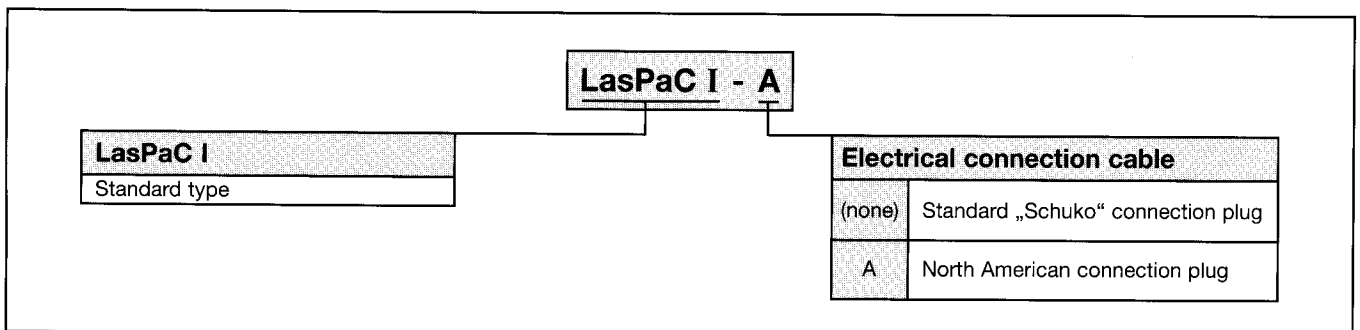 LasPaC I - A
LasPaC I
Standard type
Electrical connection cable
(none) Standard „Schuko“ connection plug
A North American connection plug